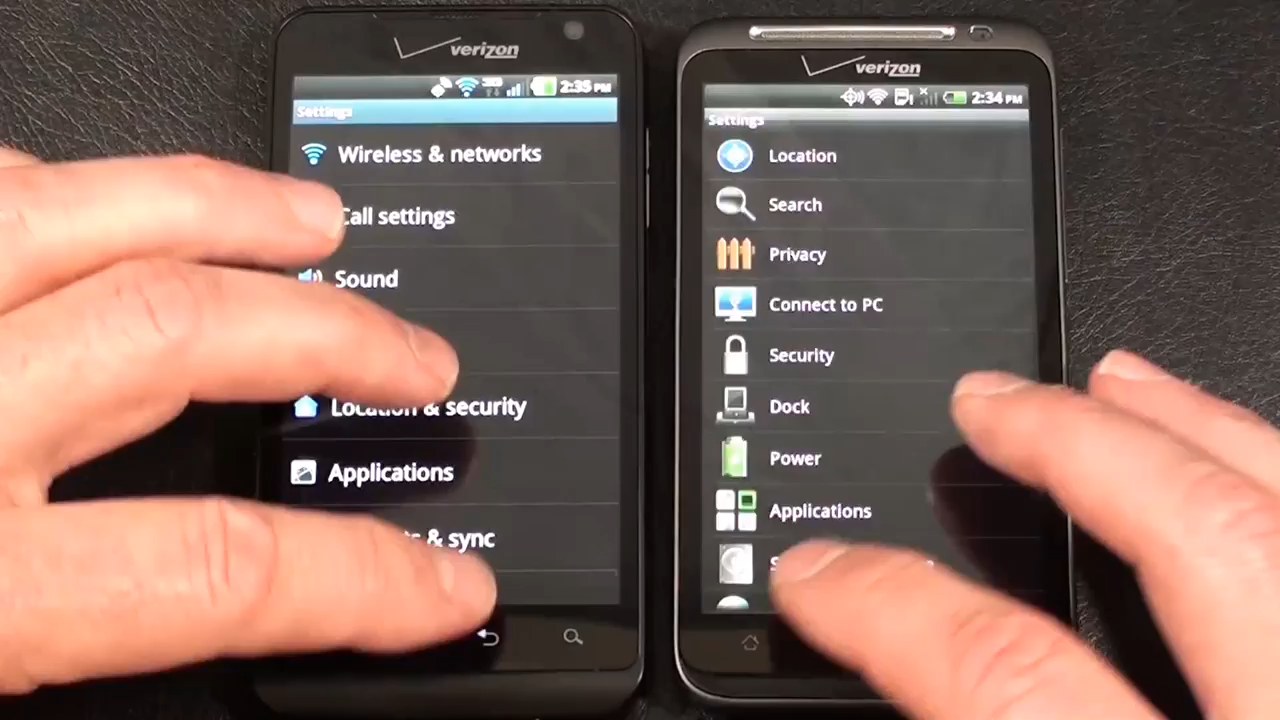 verizon
2:35 PM
Settings
Wireless & networks
Call settings
Sound
Location & security
Applications
& sync
verizon
2:34 PM
Settings
Location
Search
Privacy
Connect to PC
Security
Dock
Power
Applications